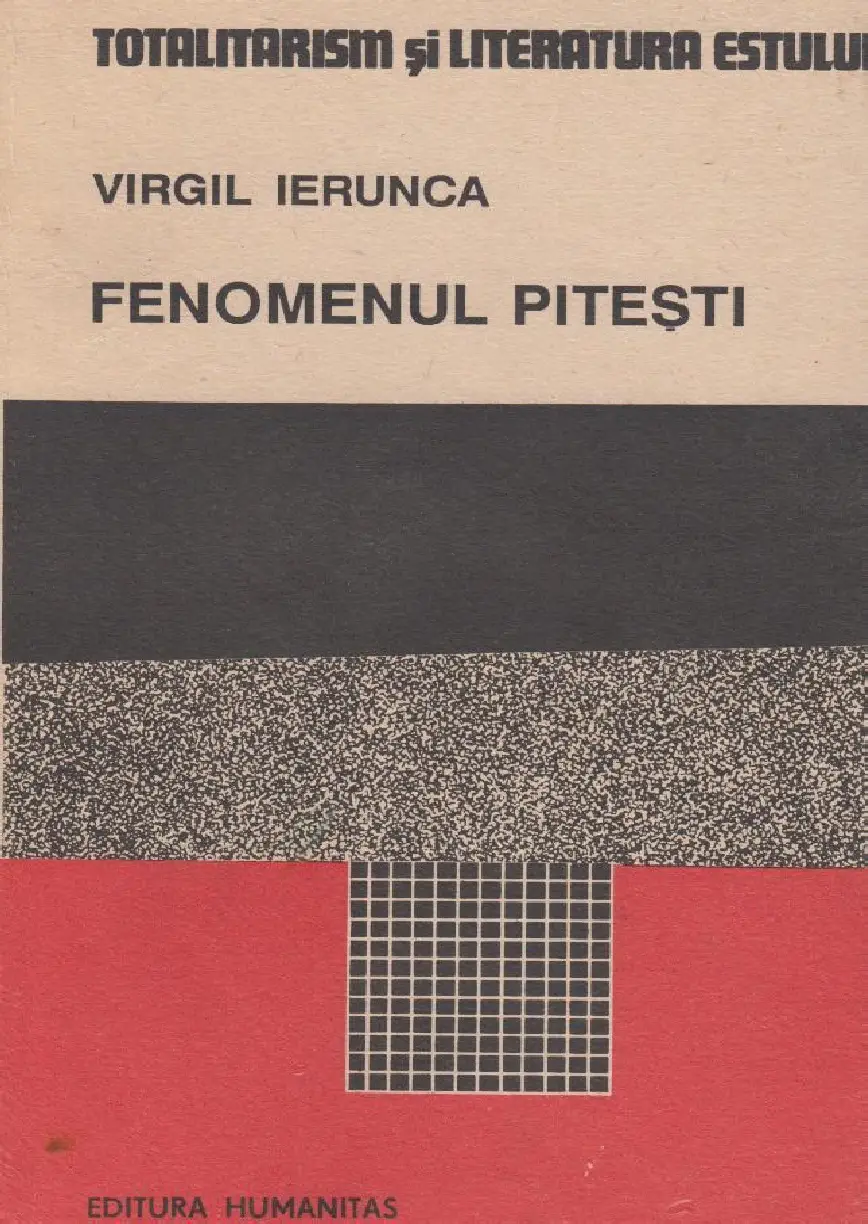 TOTALITARISM şi LITERATURA ESTULUI
VIRGIL IERUNCA
FENOMENUL PITEŞTI
EDITURA HUMANITAS